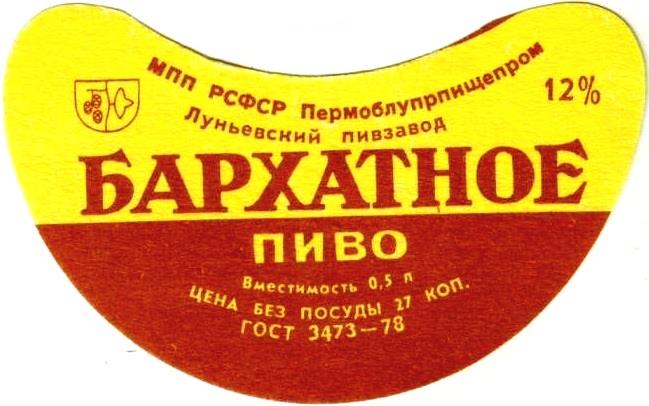 МПП РСФСР Пермоблупрпищепром
12%
Луньевский пивзавод
БАРХАТНОЕ
ПИВО
Вместимость 0,5 л
ЦЕНА БЕЗ ПОСУДЫ 27 КОП.
ГОСТ 3473—78